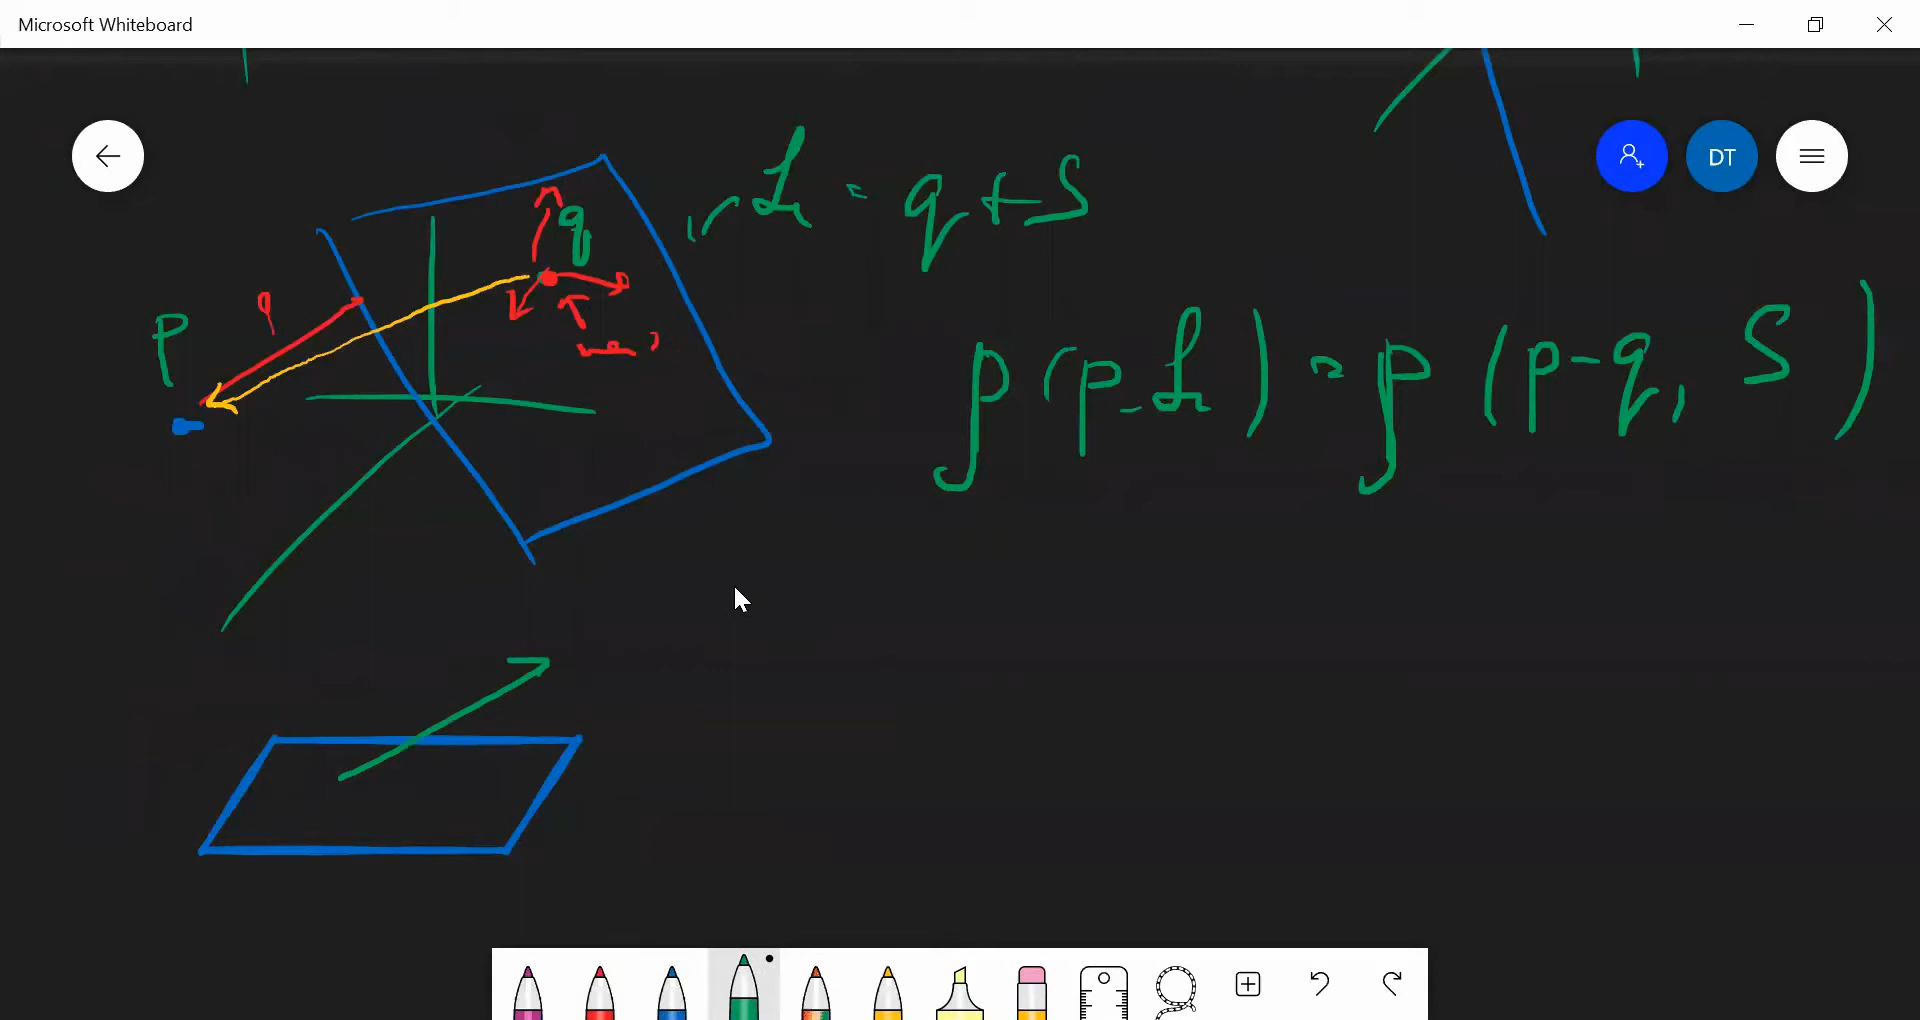 Microsoft Whiteboard
DT
L = q + S
q
P
ρ(p-L) = ρ(p-q, S)